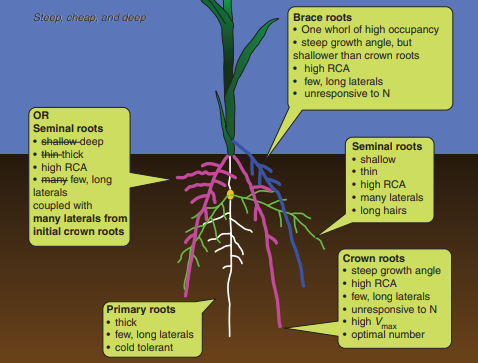 Steep, cheap, and deep
Brace roots
• One whorl of high occupancy
• steep growth angle, but
shallower than crown roots
• high RCA
• few, long laterals
• unresponsive to N
OR
Seminal roots
• shallow deep
• thin thick
• high RCA
• many few, long
laterals
coupled with
many laterals from
initial crown roots
Seminal roots
• shallow
• thin
• high RCA
• many laterals
• long hairs
Crown roots
• steep growth angle
• high RCA
• few, long laterals
• unresponsive to N
• high Vmax
• optimal number
Primary roots
• thick
• few, long laterals
• cold tolerant